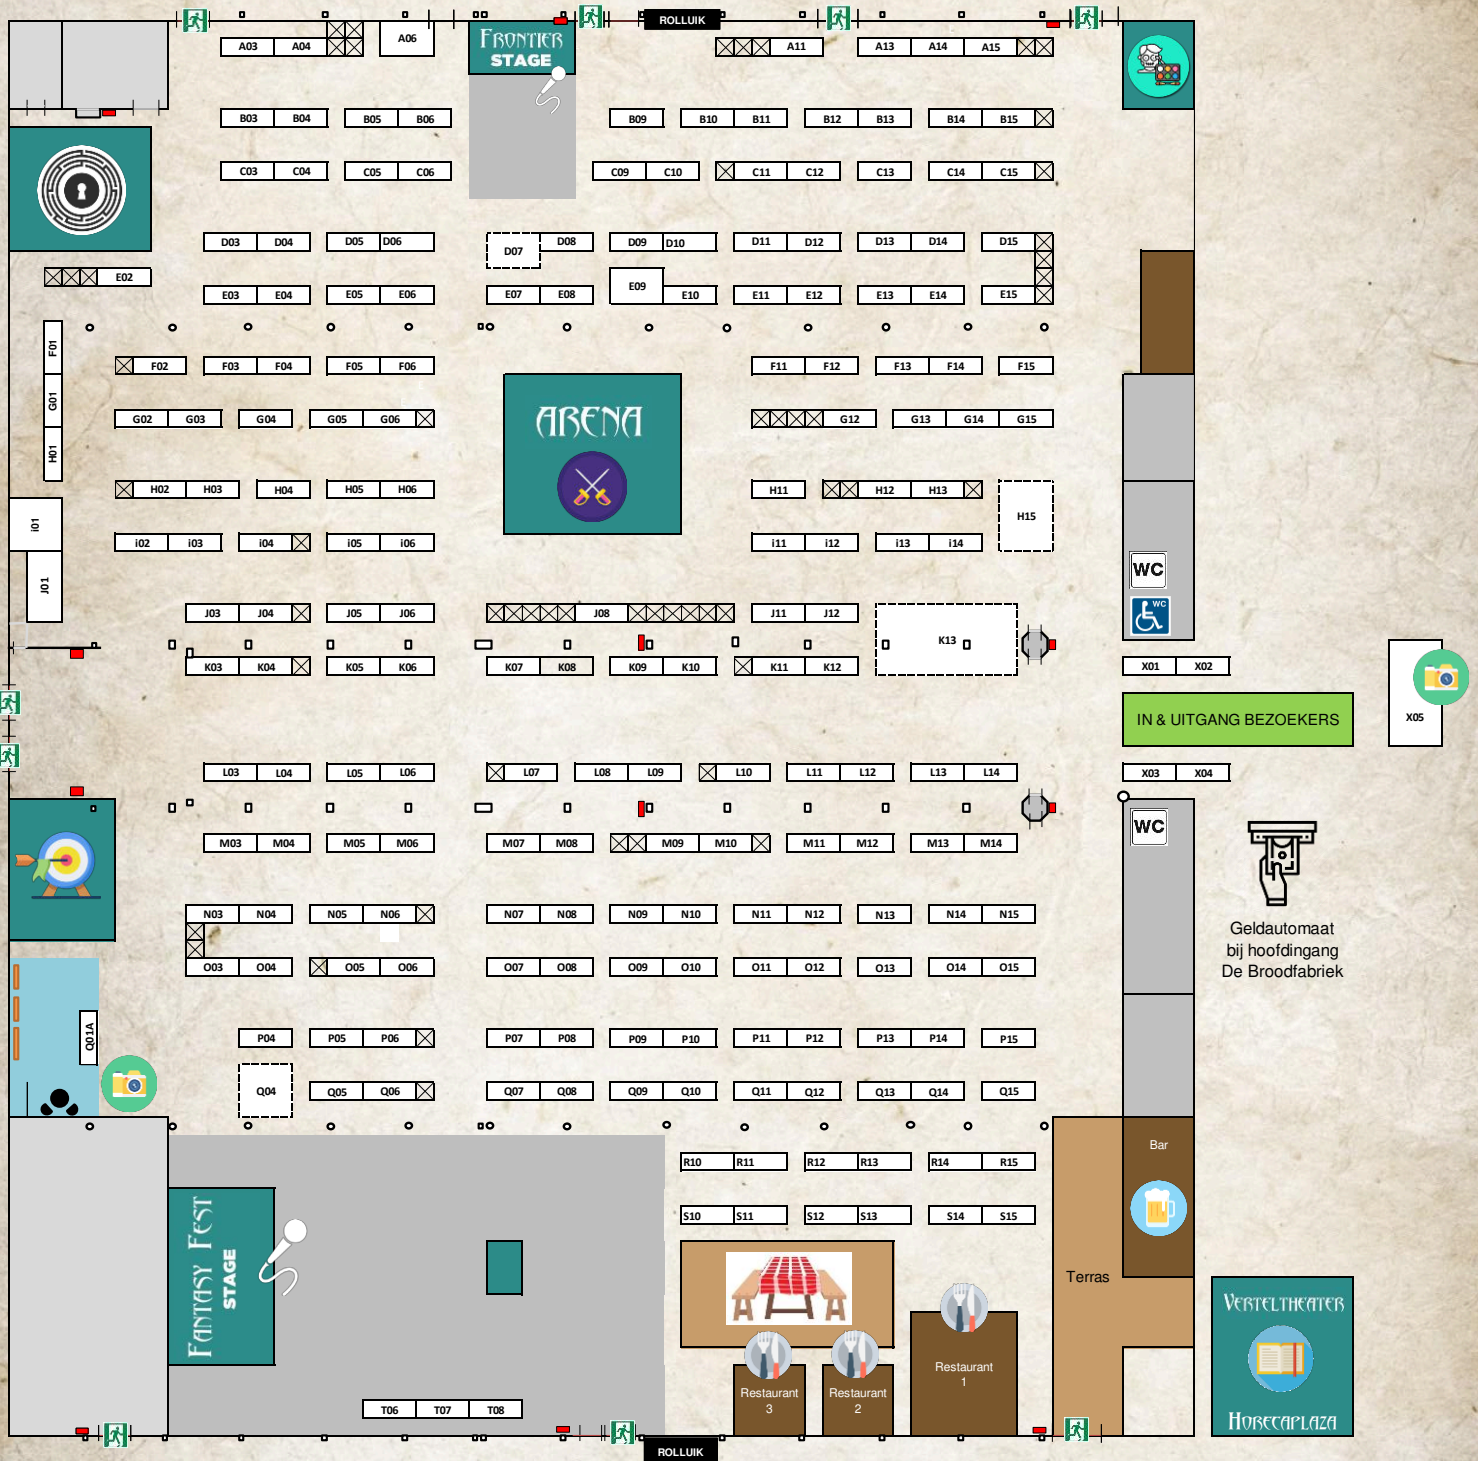 ROLLUIK
A03 A04 A06 FRONTIER STAGE A11 A13 A14 A15
B03 B04 B05 B06 B09 B10 B11 B12 B13 B14 B15
C03 C04 C05 C06 C09 C10 C11 C12 C13 C14 C15
D03 D04 D05 D06 D07 D08 D09 D10 D11 D12 D13 D14 D15
E02
E03 E04 E05 E06 E07 E08 E09 E10 E11 E12 E13 E14 E15
F01 F02 F03 F04 F05 F06 F11 F12 F13 F14 F15
ARENA
G01 G02 G03 G04 G05 G06 G12 G13 G14 G15
H01 H02 H03 H04 H05 H06 H11 H12 H13 H15
i01 i02 i03 i04 i05 i06 i11 i12 i13 i14
WC
WC
J01 J03 J04 J05 J06 J08 J11 J12
K03 K04 K05 K06 K07 K08 K09 K10 K11 K12 K13
X01 X02
IN & UITGANG BEZOEKERS
X05
X03 X04
L03 L04 L05 L06 L07 L08 L09 L10 L11 L12 L13 L14
WC
M03 M04 M05 M06 M07 M08 M09 M10 M11 M12 M13 M14
N03 N04 N05 N06 N07 N08 N09 N10 N11 N12 N13 N14 N15
Geldautomaat
bij hoofdingang
De Broodfabriek
O03 O04 O05 O06 O07 O08 O09 O10 O11 O12 O13 O14 O15
Q01A
P04 P05 P06 P07 P08 P09 P10 P11 P12 P13 P14 P15
Q04 Q05 Q06 Q07 Q08 Q09 Q10 Q11 Q12 Q13 Q14 Q15
Bar
R10 R11 R12 R13 R14 R15
S10 S11 S12 S13 S14 S15
FANTASY FEST
STAGE
Terras
VERTELTHEATER
HORECAPLAZA
Restaurant
1
Restaurant
3
Restaurant
2
T06 T07 T08
ROLLUIK